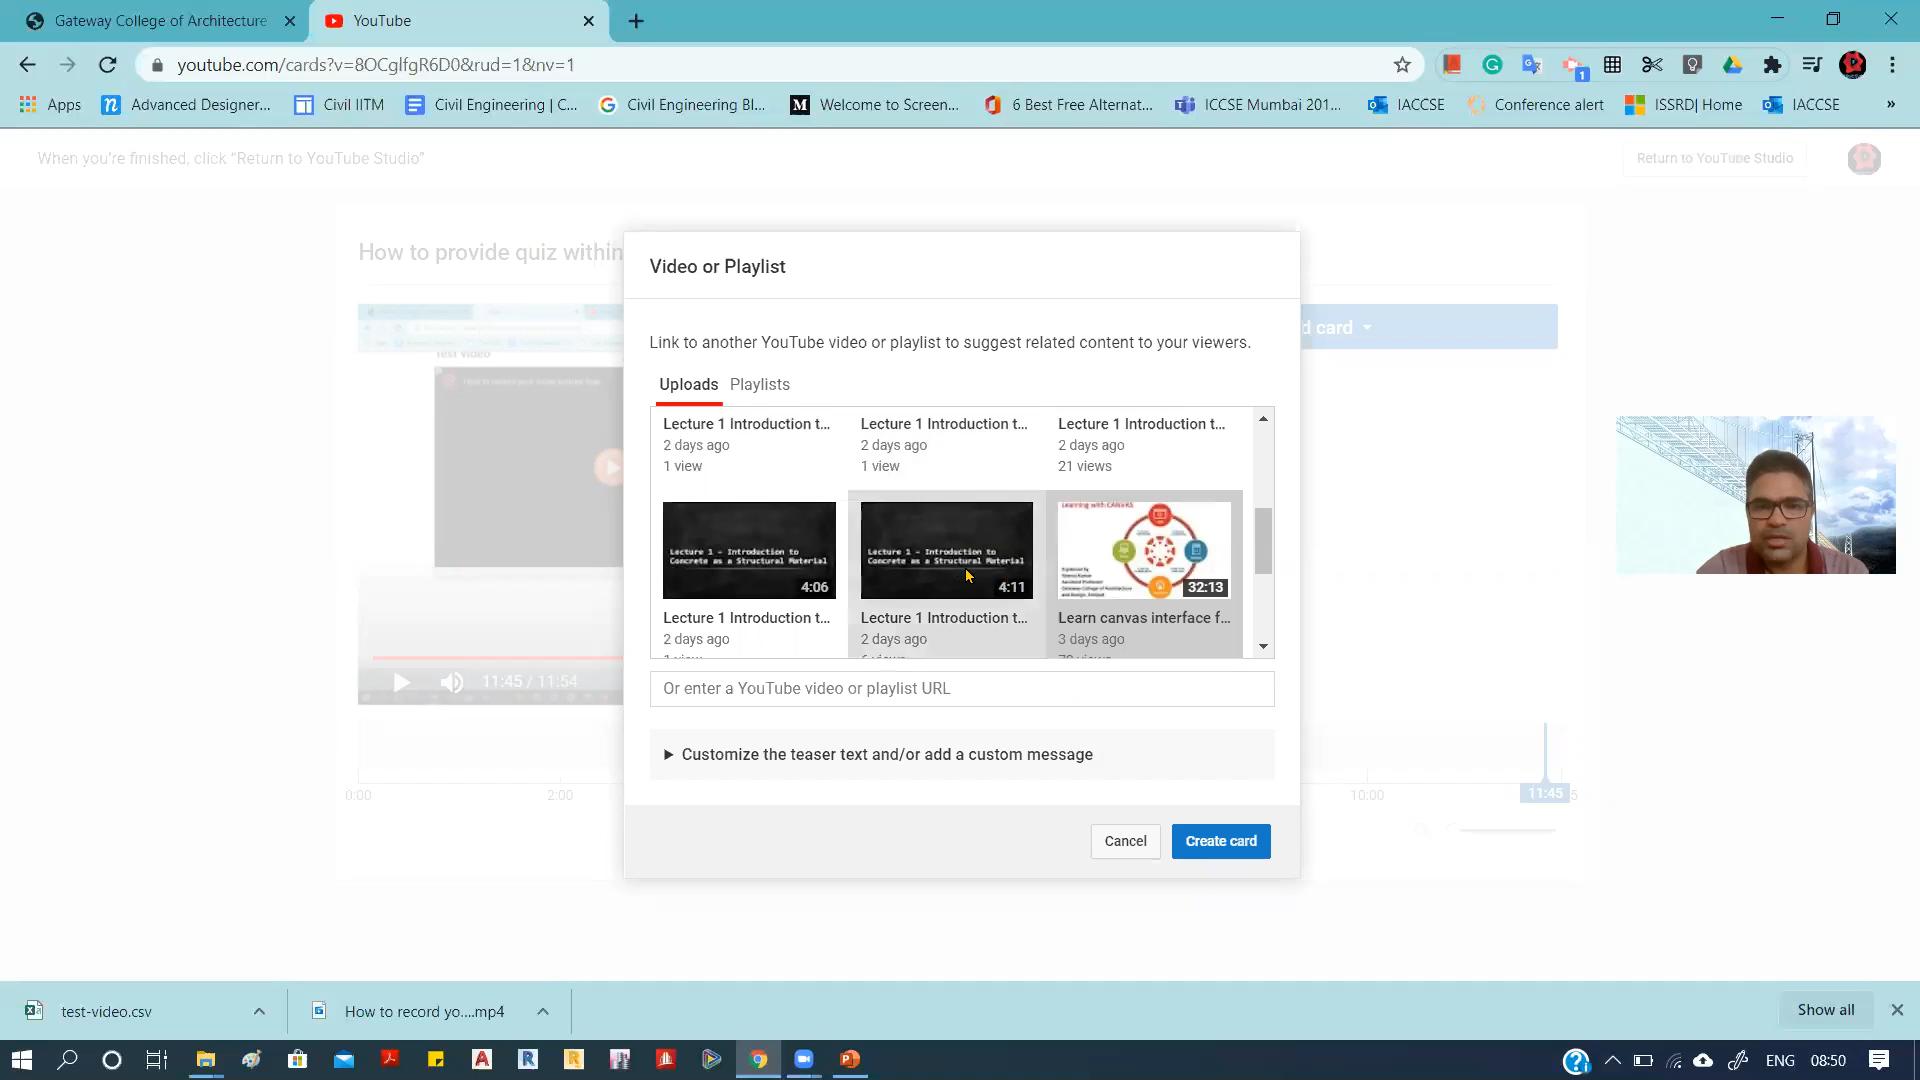 Gateway College of Architecture
YouTube
youtube.com/cards?v=8OCglfgR6D0&rud=1&nv=1
1
Apps
Advanced Designer...
Civil IITM
Civil Engineering | C...
Civil Engineering Bl...
Welcome to Screen...
6 Best Free Alternat...
ICCSE Mumbai 201...
IACCSE
Conference alert
ISSRD| Home
IACCSE
»
When you're finished, click “Return to YouTube Studio”
Return to YouTube Studio
How to provide quiz within
Video or Playlist
Link to another YouTube video or playlist to suggest related content to your viewers.
d card
Uploads
Playlists
Test video
Lecture 1 Introduction t...
Lecture 1 Introduction t...
Lecture 1 Introduction t...
2 days ago
2 days ago
2 days ago
1 view
1 view
21 views
Learning with CANVAS
Lecture 1 - Introduction to
Concrete as a Structural Material
4:06
Lecture 1 - Introduction to
Concrete as a Structural Material
4:11
32:13
Lecture 1 Introduction t...
Lecture 1 Introduction t...
Learn canvas interface f...
2 days ago
2 days ago
3 days ago
11:45 / 11:54
Or enter a YouTube video or playlist URL
Customize the teaser text and/or add a custom message
0:00
2:00
10:00
11:45
5
Cancel
Create card
test-video.csv
How to record yo....mp4
Show all
ENG
08:50